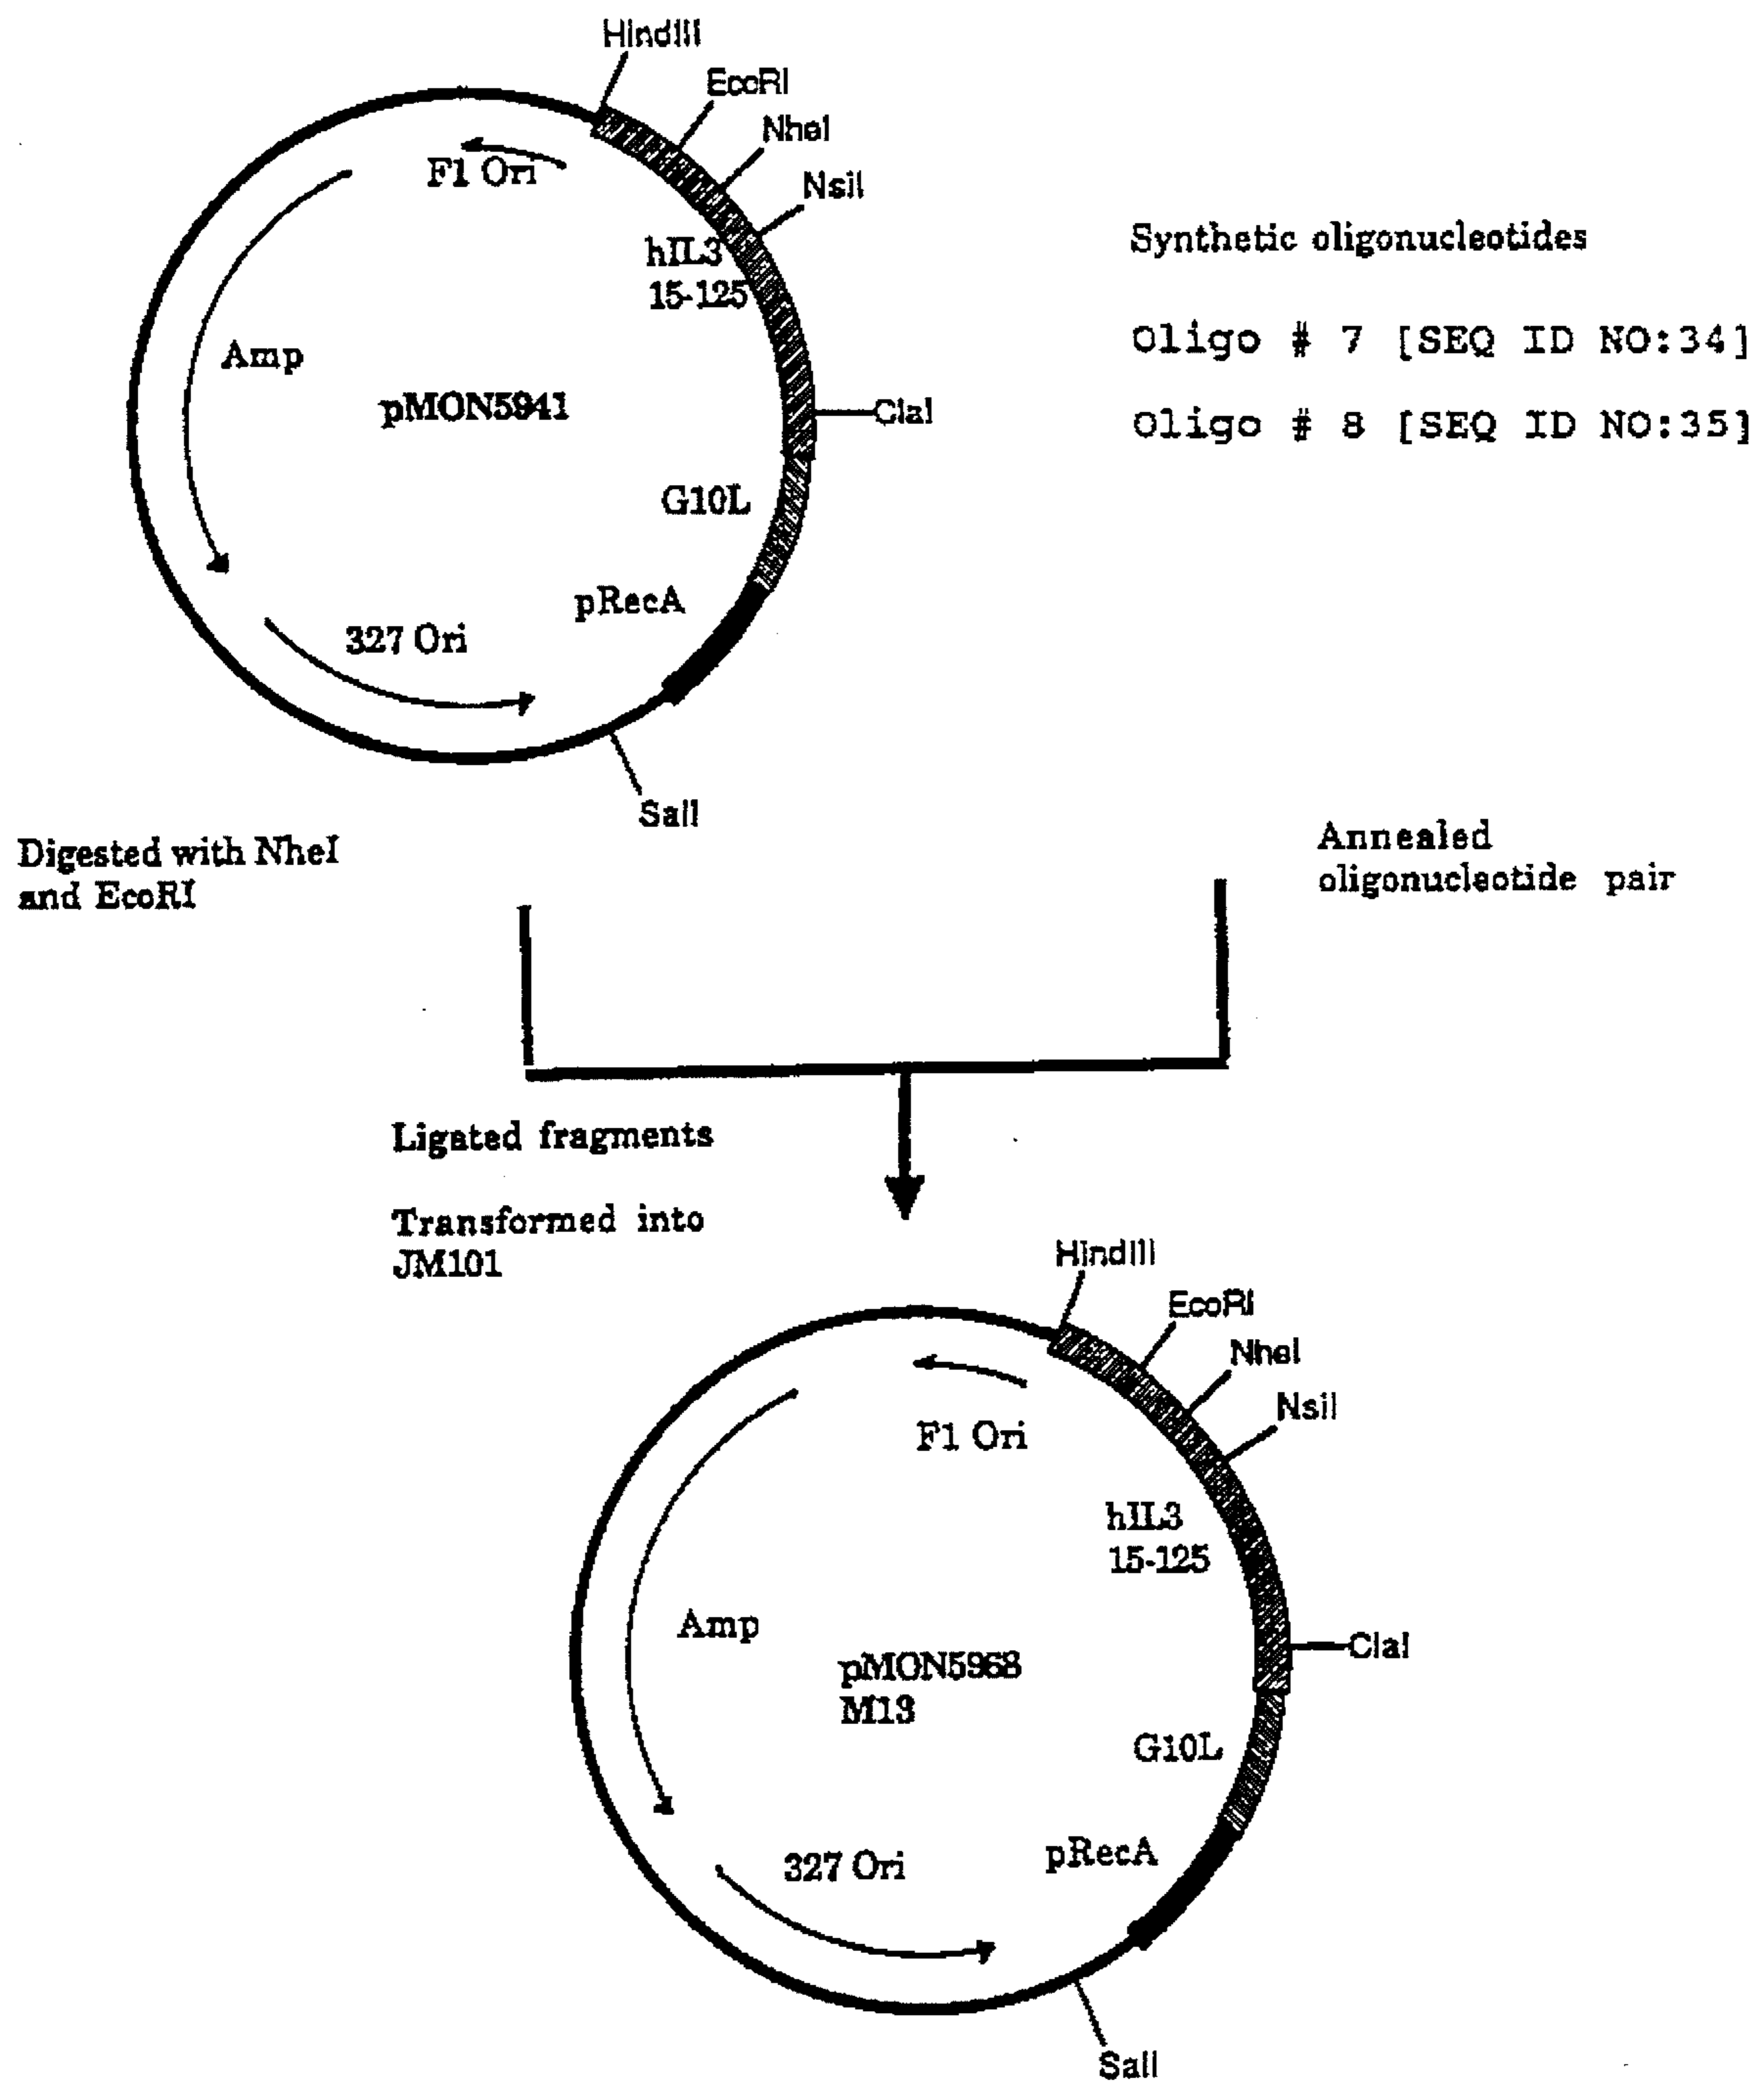 HindIII
EcoRI
NheI
NsiI
F1 Ori
hIL3
15-125
Amp
pMON5941
ClaI
G10L
pRecA
327 Ori
SalI
Synthetic oligonucleotides
Oligo # 7 [SEQ ID NO:34]
Oligo # 8 [SEQ ID NO:35]
Digested with NheI
and EcoRI
Annealed
oligonucleotide pair
Ligated fragments
Transformed into
JM101
HindIII
EcoRI
NheI
NsiI
F1 Ori
hIL3
15-125
Amp
pMON5968
M13
ClaI
G10L
pRecA
327 Ori
SalI